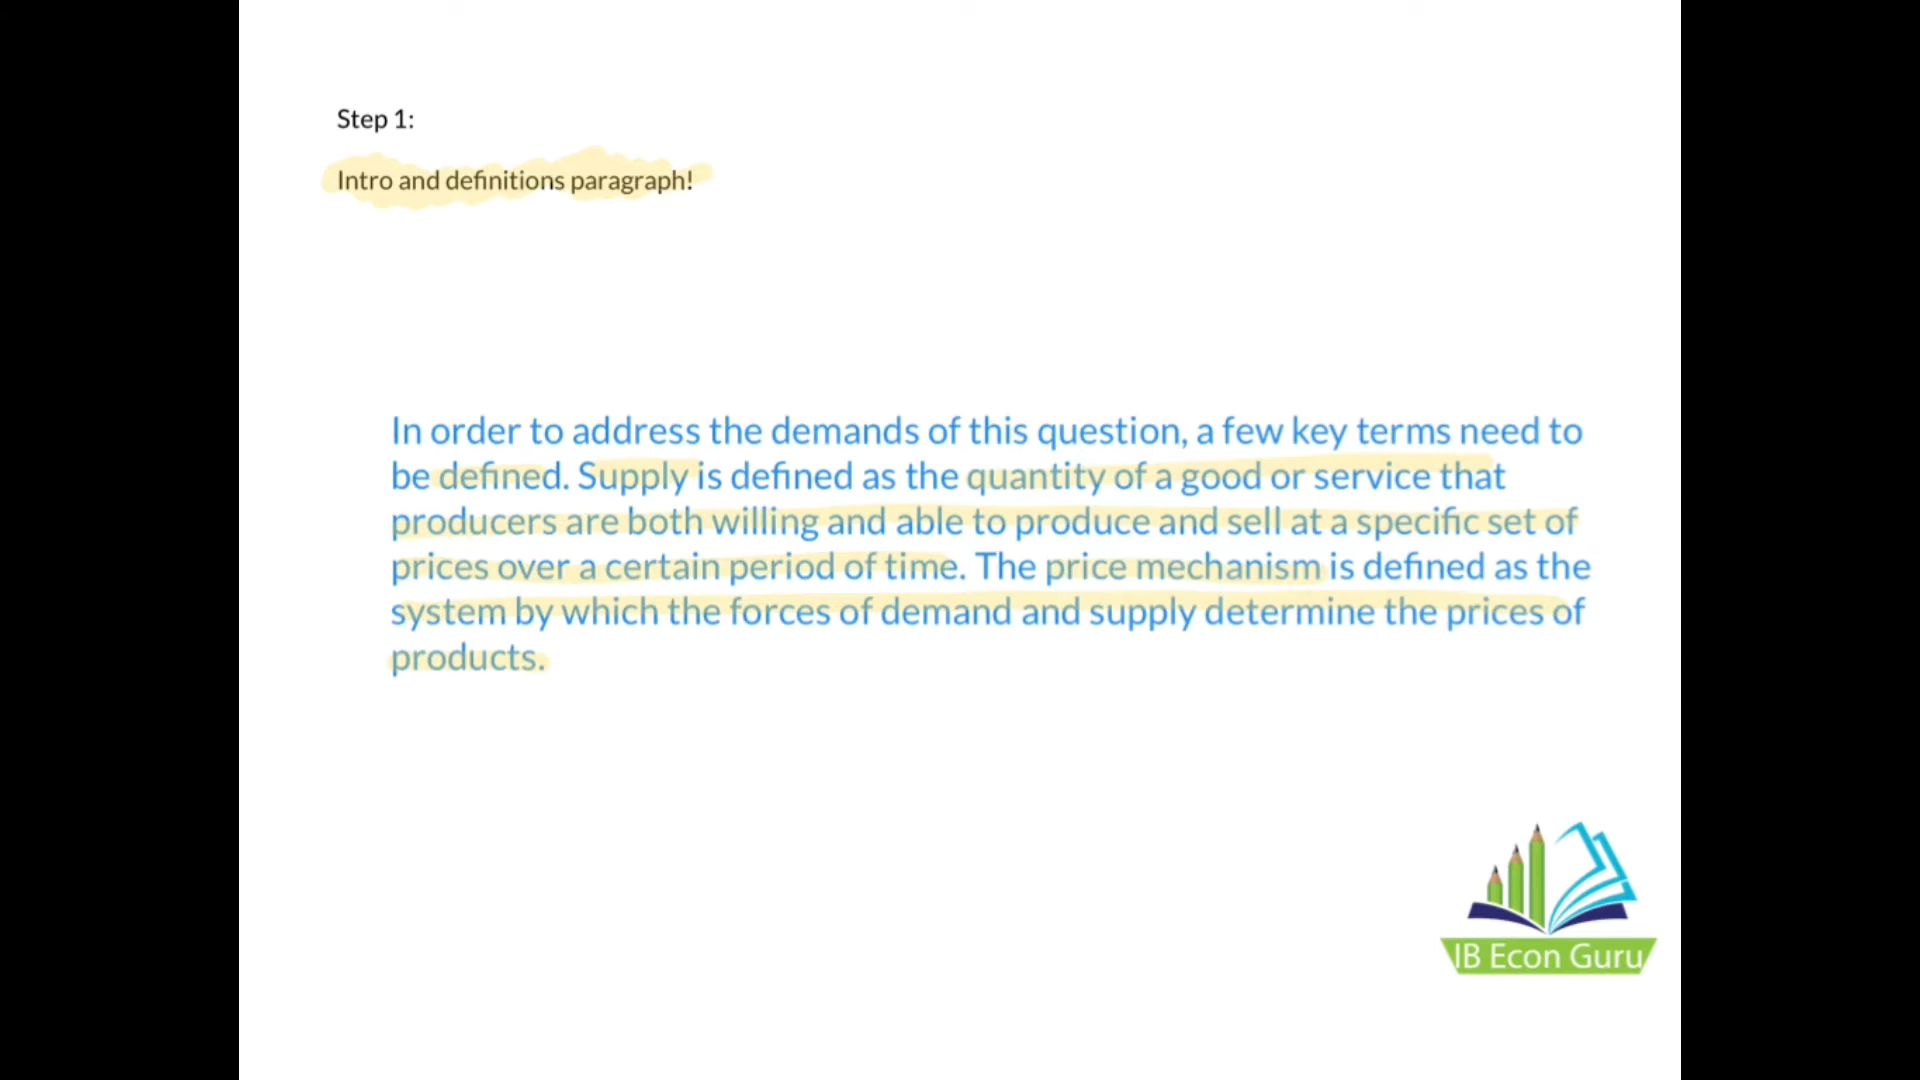 Step 1:
Intro and definitions paragraph!
In order to address the demands of this question, a few key terms need to
be defined. Supply is defined as the quantity of a good or service that
producers are both willing and able to produce and sell at a specific set of
prices over a certain period of time. The price mechanism is defined as the
system by which the forces of demand and supply determine the prices of
products.
IB Econ Guru